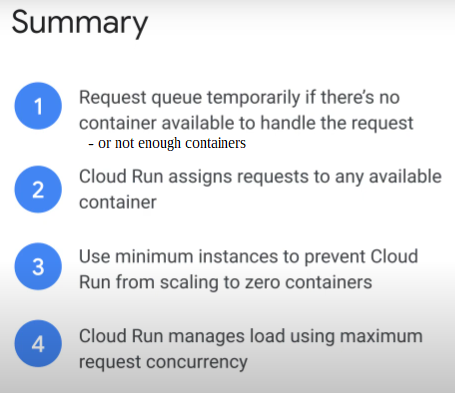 Summary
1
Request queue temporarily if there's no
container available to handle the request
- or not enough containers
2
Cloud Run assigns requests to any available
container
3
Use minimum instances to prevent Cloud
Run from scaling to zero containers
4
Cloud Run manages load using maximum
request concurrency